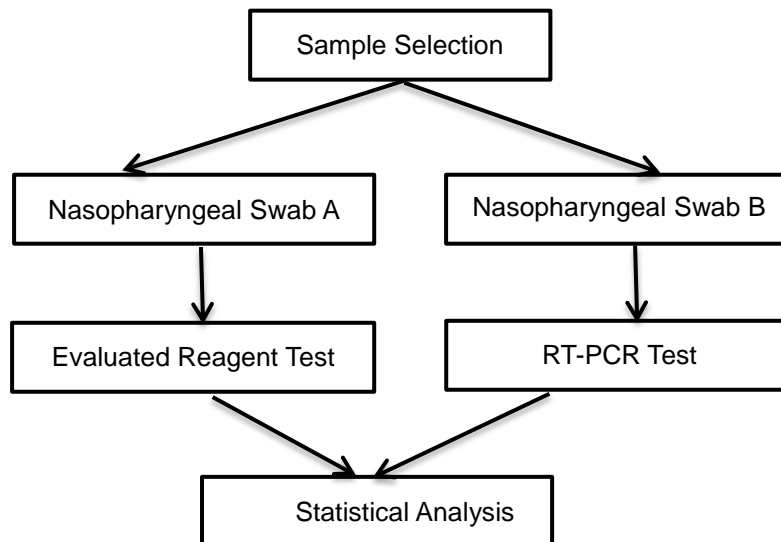 Sample Selection
Nasopharyngeal Swab A
Nasopharyngeal Swab B
Evaluated Reagent Test
RT-PCR Test
Statistical Analysis